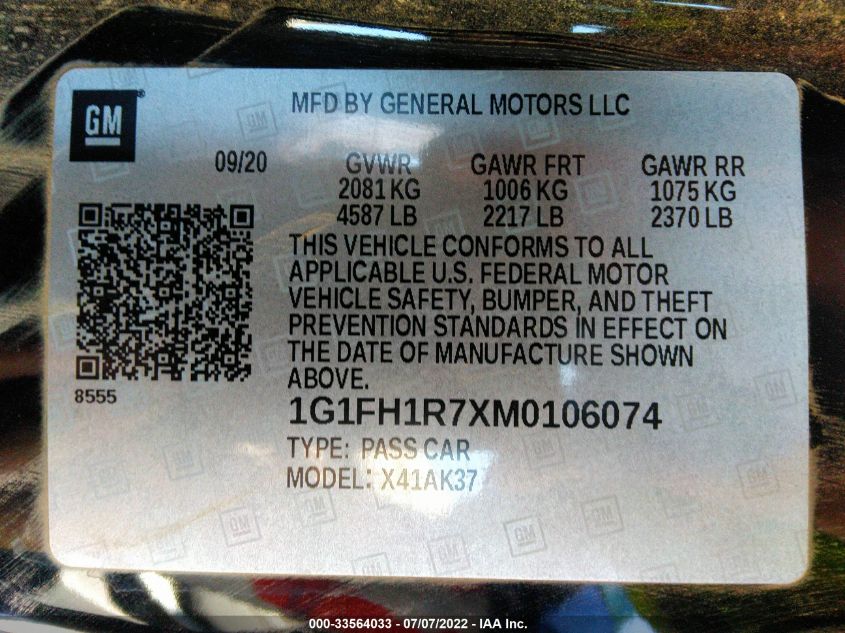 GM
MFD BY GENERAL MOTORS LLC
09/20 GVWR GAWR FRT GAWR RR
2081 KG 1006 KG 1075 KG
4587 LB 2217 LB 2370 LB
THIS VEHICLE CONFORMS TO ALL
APPLICABLE U.S. FEDERAL MOTOR
VEHICLE SAFETY, BUMPER, AND THEFT
PREVENTION STANDARDS IN EFFECT ON
THE DATE OF MANUFACTURE SHOWN
ABOVE.
8555
1G1FH1R7XM0106074
TYPE: PASS CAR
MODEL: X41AK37
000-33564033 - 07/07/2022 - IAA Inc.